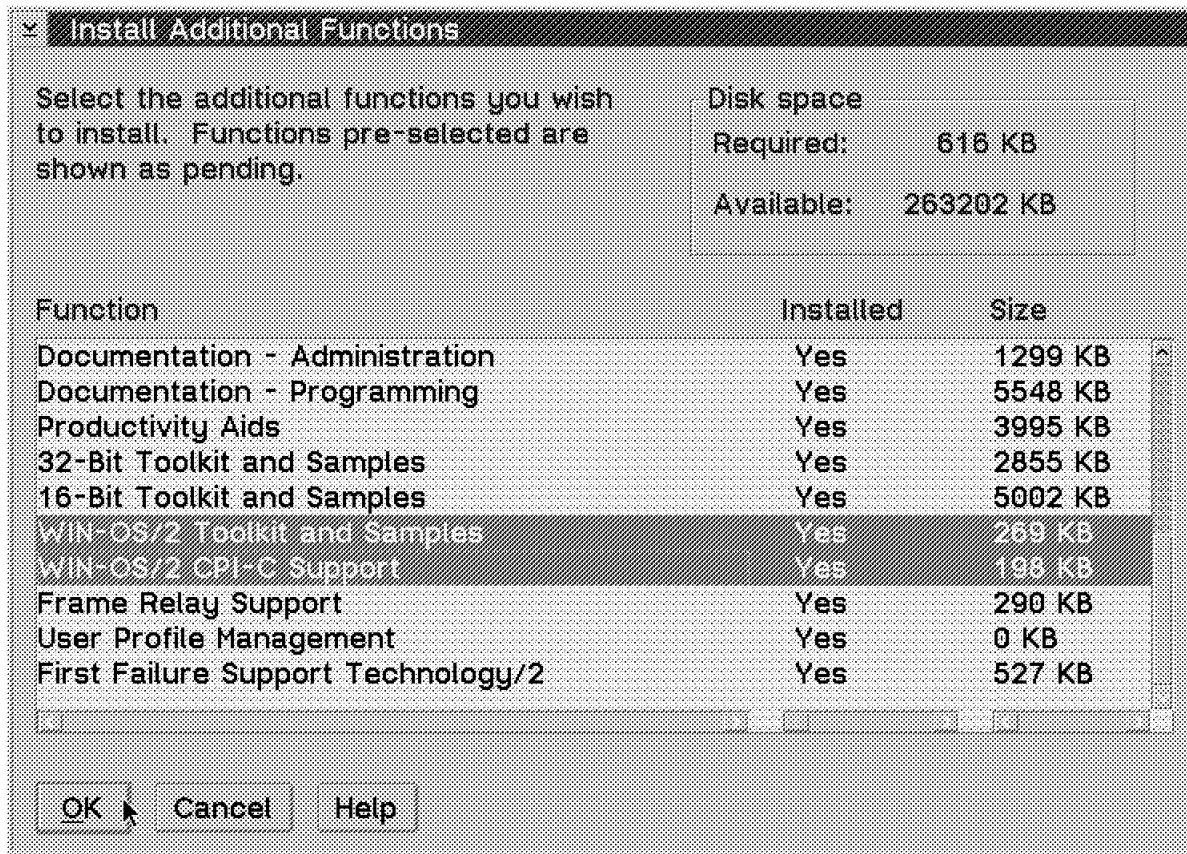 Install Additional Functions
Select the additional functions you wish
to install. Functions pre-selected are
shown as pending.
Disk space
Required: 616 KB
Available: 263202 KB
Function Installed Size
Documentation - Administration Yes 1299 KB
Documentation - Programming Yes 5548 KB
Productivity Aids Yes 3995 KB
32-Bit Toolkit and Samples Yes 2855 KB
16-Bit Toolkit and Samples Yes 5002 KB
WIN-OS/2 Toolkit and Samples Yes 269 KB
WIN-OS/2 CPI-C Support Yes 198 KB
Frame Relay Support Yes 290 KB
User Profile Management Yes 0 KB
First Failure Support Technology/2 Yes 527 KB
OK Cancel Help